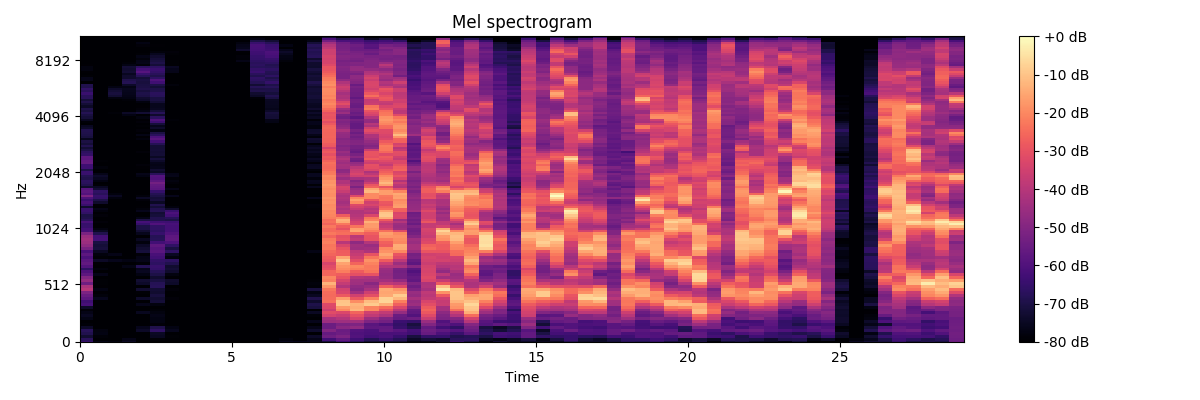 Mel spectrogram
8192
4096
2048
1024
512
0
Hz
0 5 10 15 20 25
Time
+0 dB
-10 dB
-20 dB
-30 dB
-40 dB
-50 dB
-60 dB
-70 dB
-80 dB